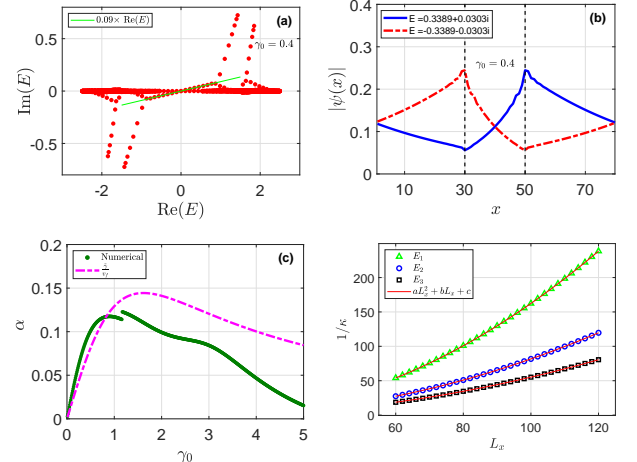 0.09× Re(E)
(a)
γ₀ = 0.4
Im(E)
0.5
0
-0.5
-2
0
2
Re(E)
E =0.3389+0.0303i
E =-0.3389-0.0303i
(b)
γ₀ = 0.4
|ψ(x)|
0.4
0.3
0.2
0.1
0
10
30
50
70
x
Numerical
(c)
α
0.2
0.15
0.1
0.05
0
0
1
2
3
4
5
γ₀
E₁
E₂
E₃
aLₓ² + bLₓ + c
1/κ
200
150
100
50
0
60
80
100
120
Lₓ